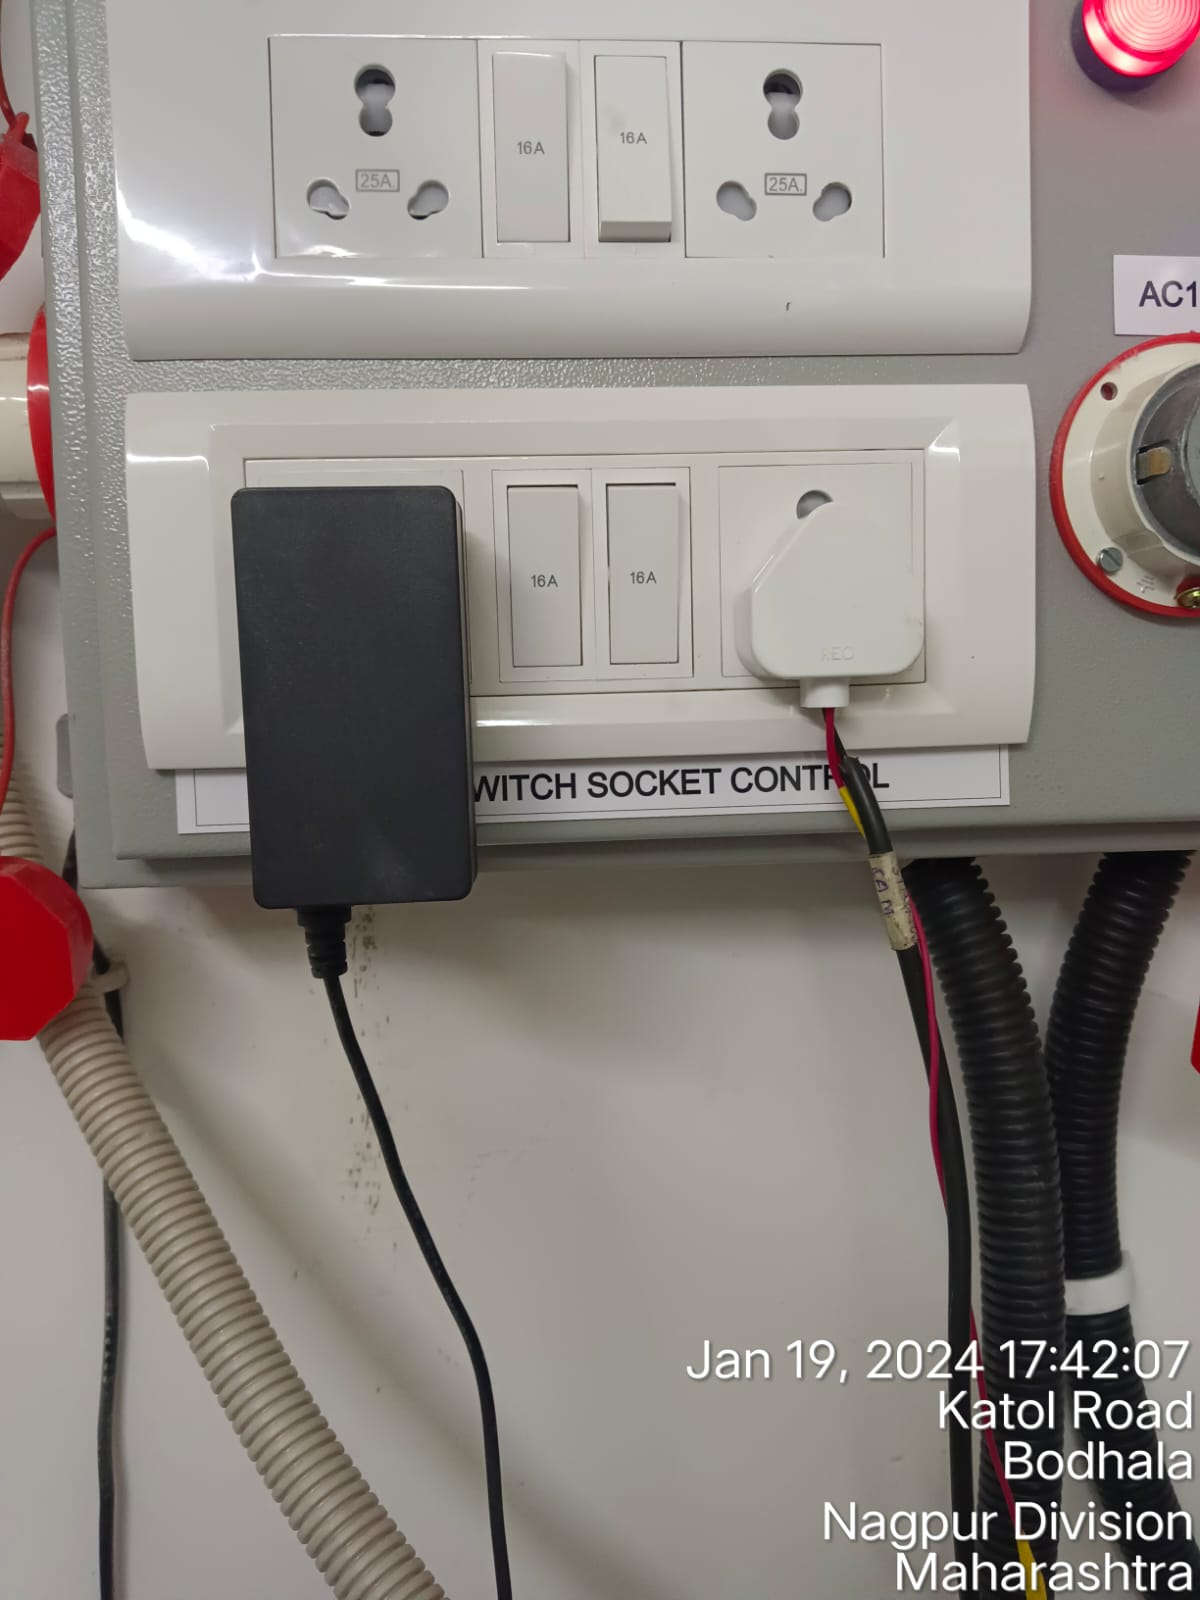 16A
16A
25A.
25A.
AC1
16A
16A
WITCH SOCKET CONTROL
Jan 19, 2024 17:42:07
Katol Road
Bodhala
Nagpur Division
Maharashtra